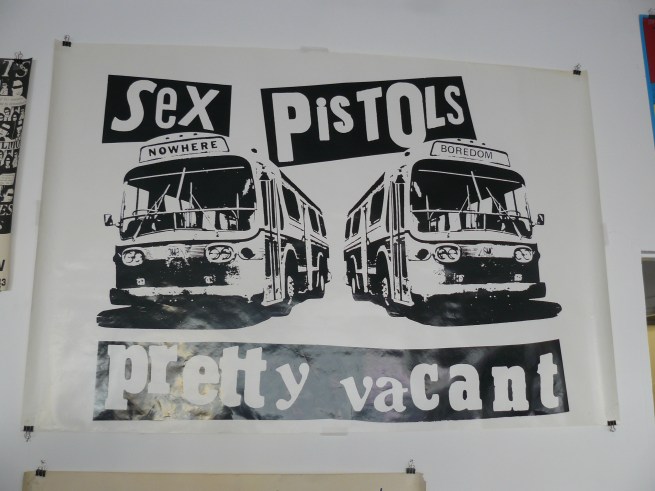 Sex PiSTOLS
NOWHERE
BOREDOM
pretty vacant